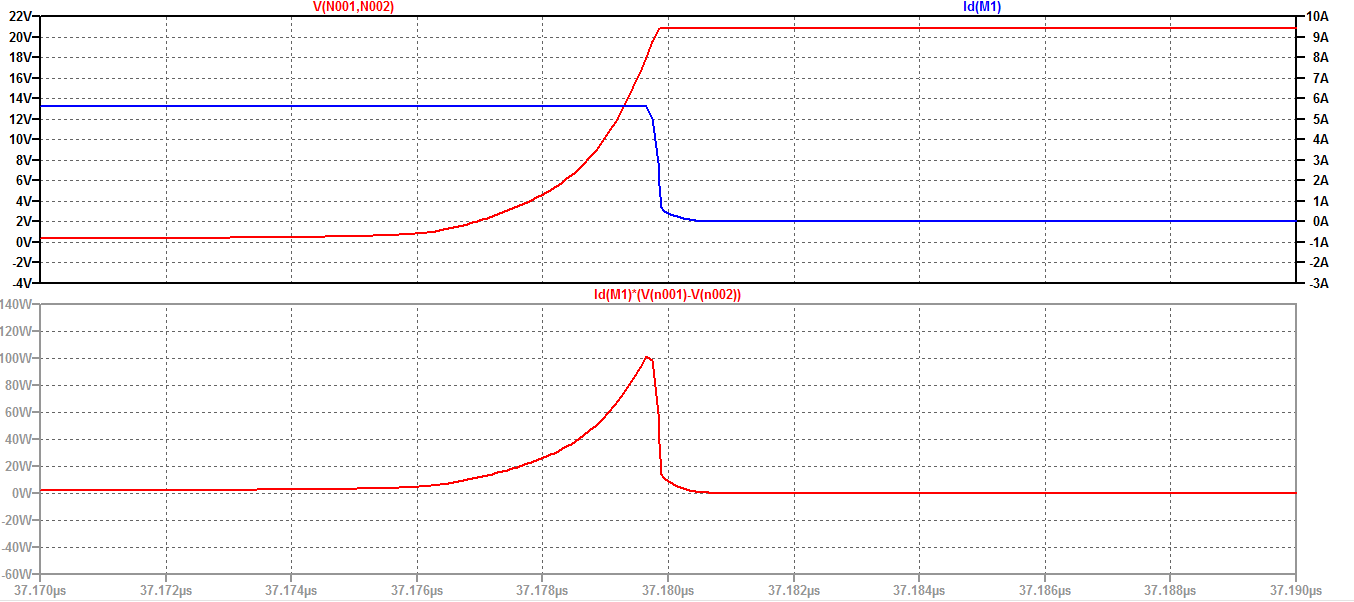 V(N001,N002) Id(M1)
22V 10A
20V 9A
18V 8A
16V 7A
14V 6A
12V 5A
10V 4A
8V 3A
6V 2A
4V 1A
2V 0A
0V -1A
-2V -2A
-4V -3A
Id(M1)*(V(n001)-V(n002))
140W
120W
100W
80W
60W
40W
20W
0W
-20W
-40W
-60W
37.170µs 37.172µs 37.174µs 37.176µs 37.178µs 37.180µs 37.182µs 37.184µs 37.186µs 37.188µs 37.190µs